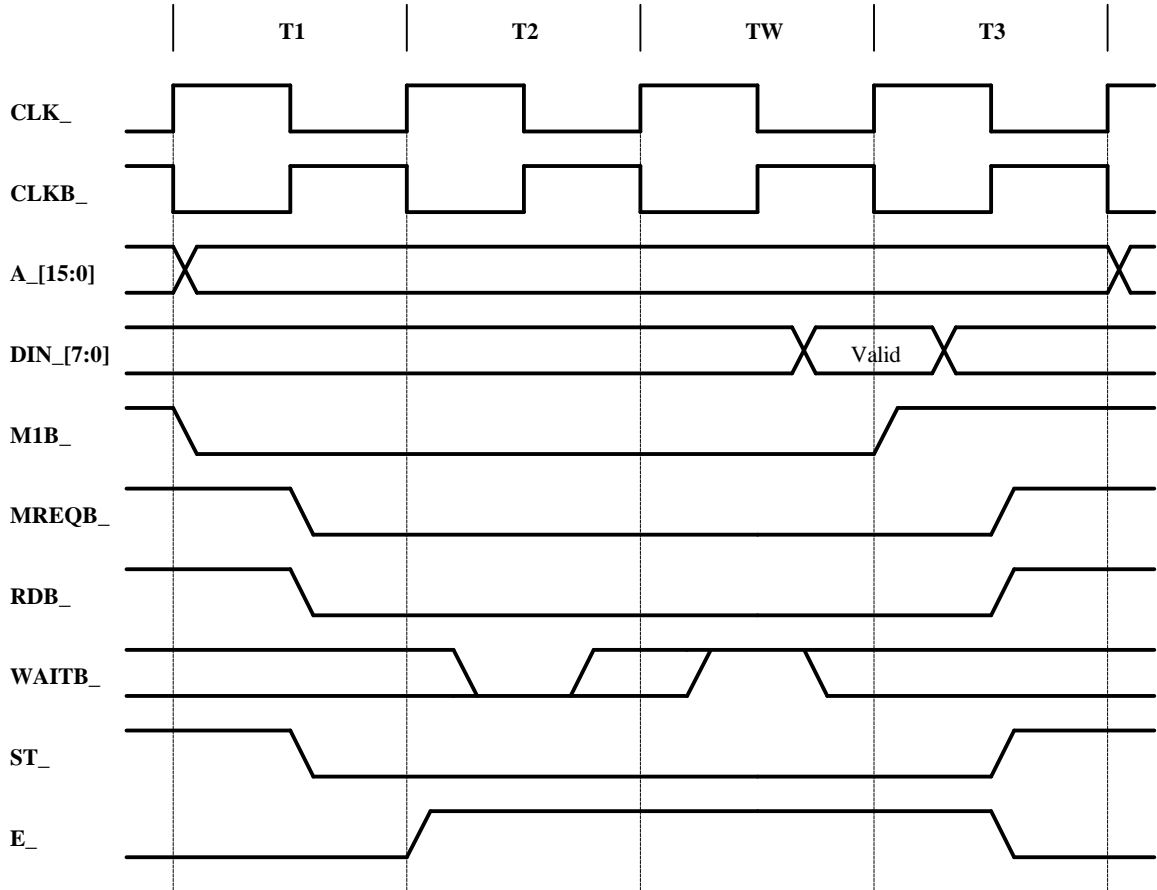 T1 T2 TW T3
CLK_
CLKB_
A_[15:0]
DIN_[7:0] Valid
M1B_
MREQB_
RDB_
WAITB_
ST_
E_